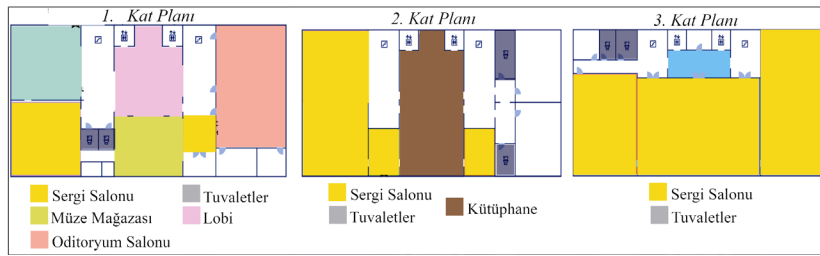 1. Kat Planı
2. Kat Planı
3. Kat Planı
Sergi Salonu
Müze Mağazası
Oditoryum Salonu
Tuvaletler
Lobi
Sergi Salonu
Tuvaletler
Kütüphane
Sergi Salonu
Tuvaletler